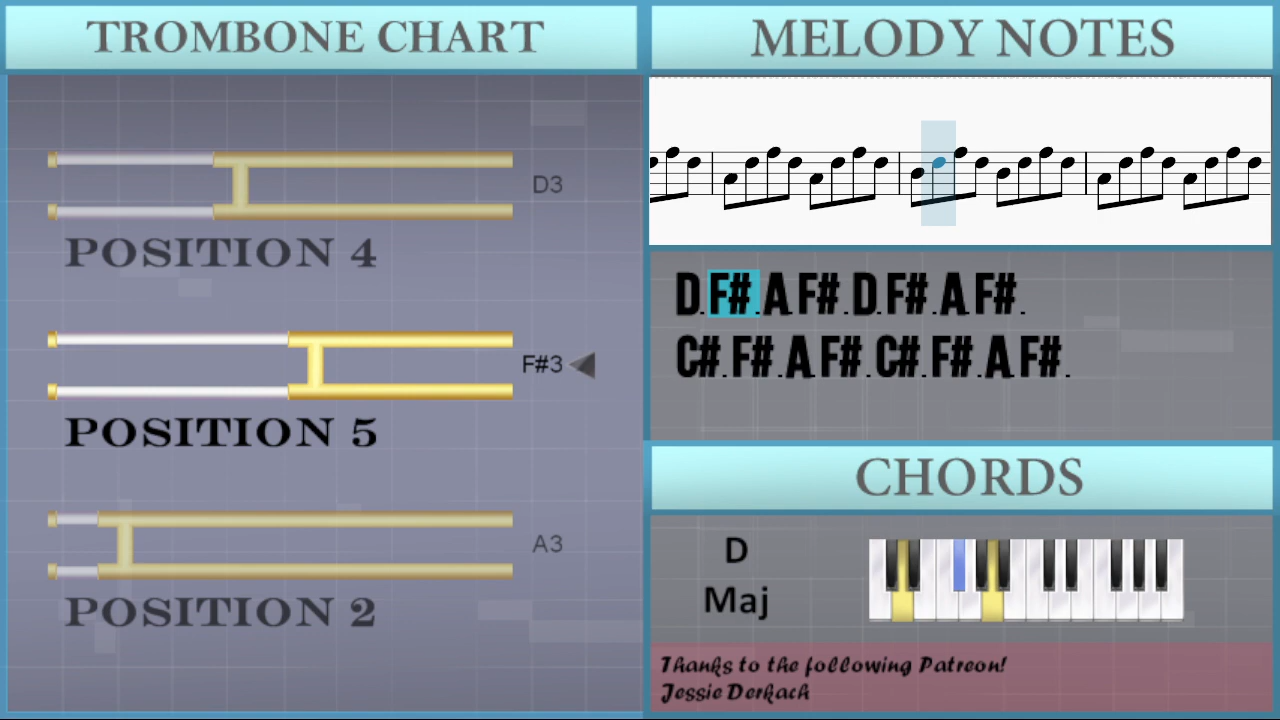 TROMBONE CHART
D3
POSITION 4
F#3
POSITION 5
A3
POSITION 2
MELODY NOTES
D.F#.A.F#.D.F#.A.F#.
C#.F#.A.F#.C#.F#.A.F#.
CHORDS
D
Maj
Thanks to the following Patreon!
Jessie Derkach